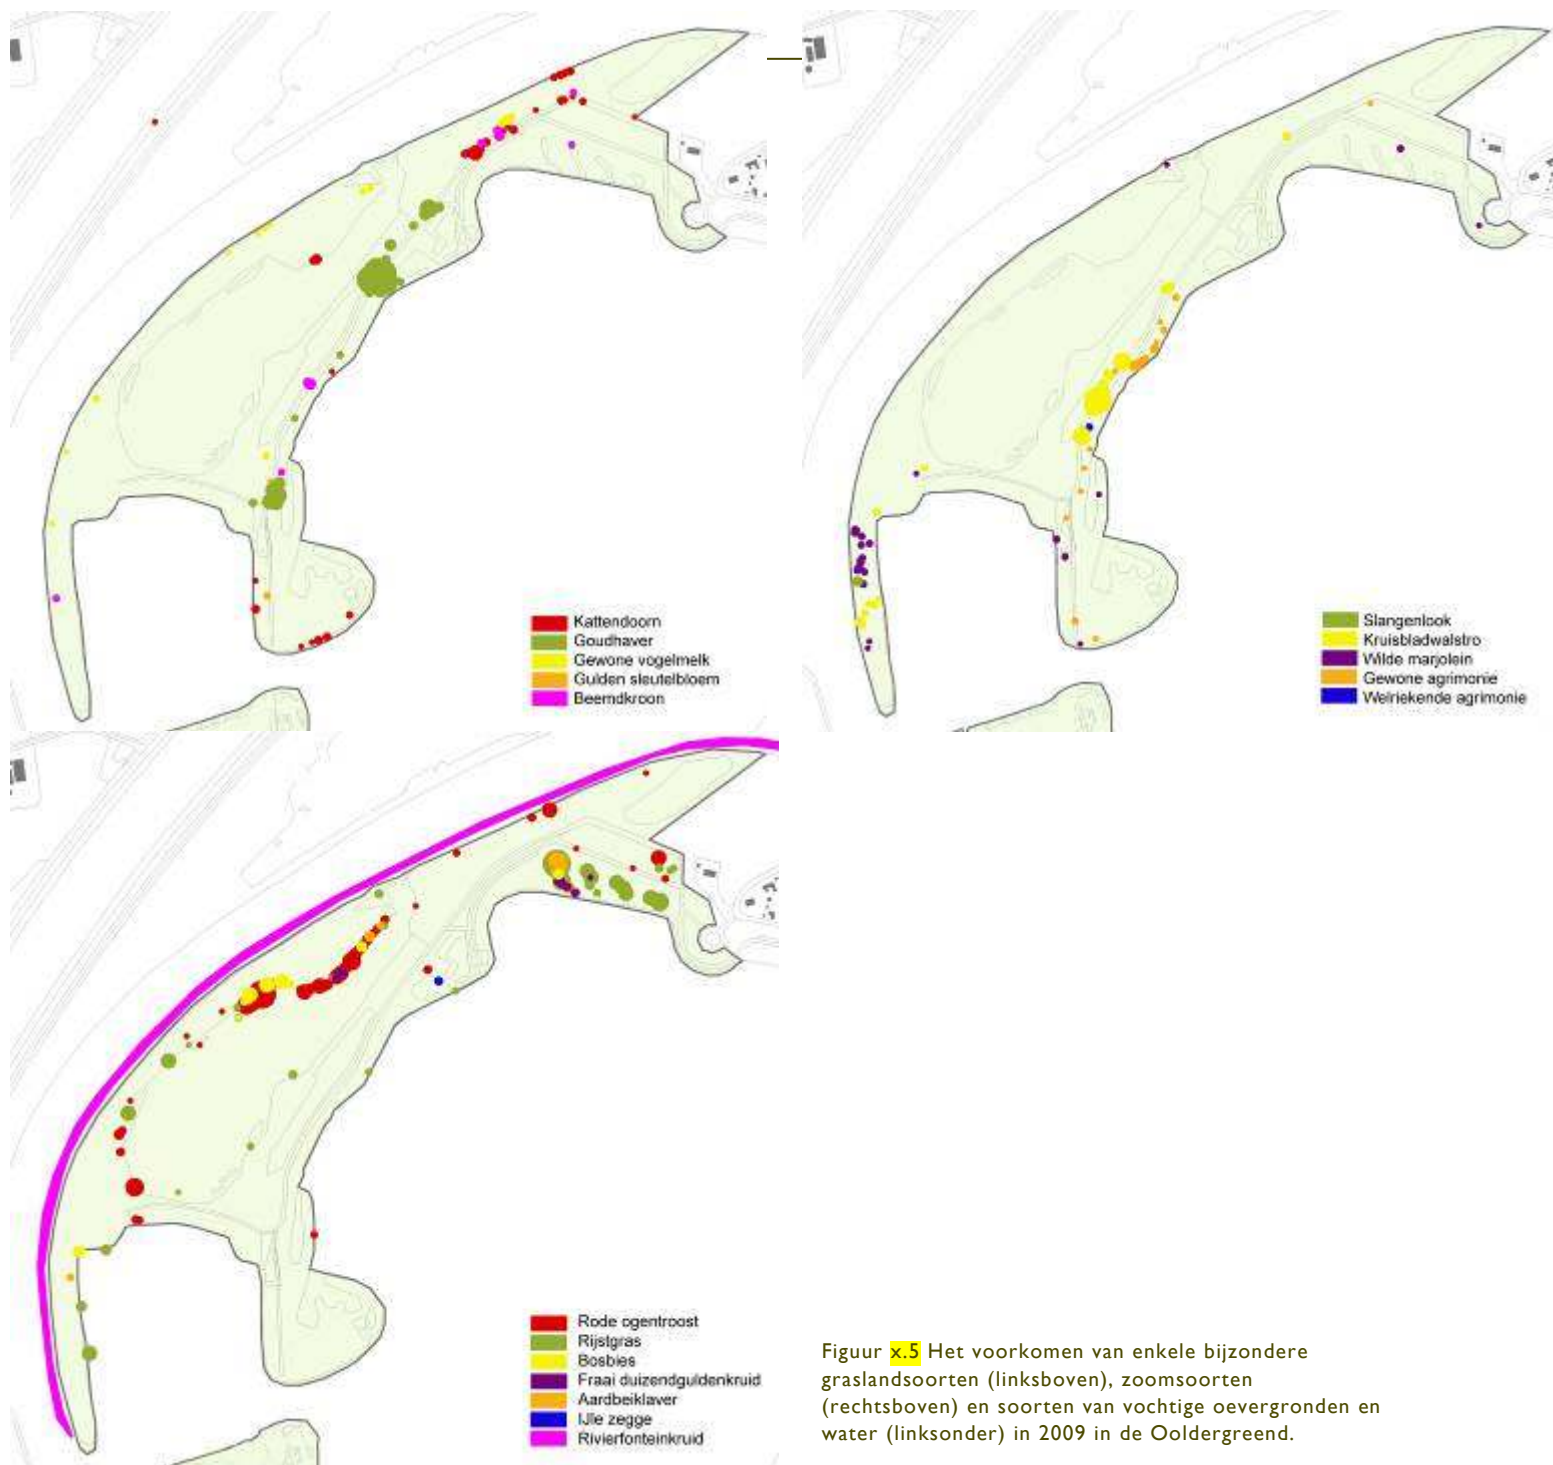 Kattendoorn
Goudhaver
Gewone vogelmelk
Gulden sleutelbloem
Beemdkroon
Slangenlook
Kruisbladwalstro
Wilde marjolein
Gewone agrimonie
Welriekende agrimonie
Rode ogentroost
Rijstgras
Bosbies
Fraai duizendguldenkruid
Aardbeiklaver
IJle zegge
Rivierfonteinkruid
Figuur x.5 Het voorkomen van enkele bijzondere
graslandsoorten (linksboven), zoomsoorten
(rechtsboven) en soorten van vochtige oevergronden en
water (linksonder) in 2009 in de Ooldergreend.